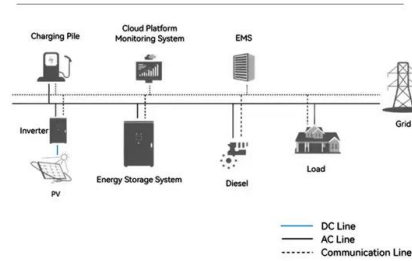 Charging Pile
Cloud Platform
Monitoring System
EMS
Grid
Inverter
PV
Energy Storage System
Diesel
Load
DC Line
AC Line
Communication Line